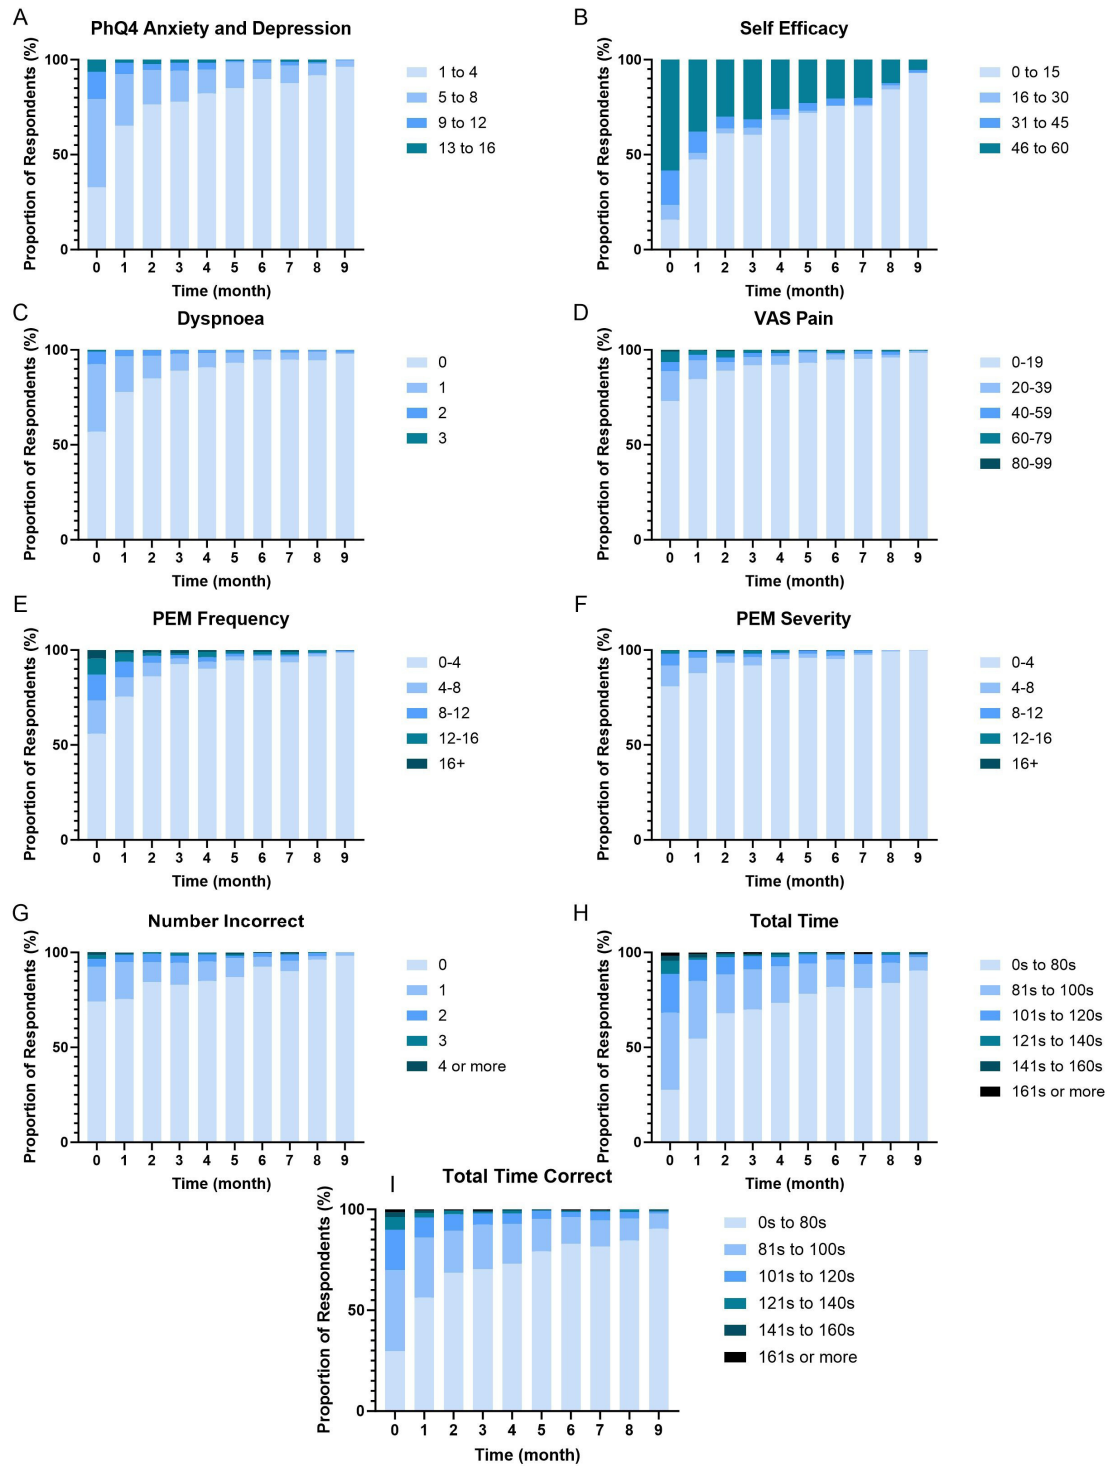 A
PhQ4 Anxiety and Depression
Proportion of Respondents (%)
100
50
0
0 1 2 3 4 5 6 7 8 9
Time (month)
1 to 4
5 to 8
9 to 12
13 to 16
B
Self Efficacy
Proportion of Respondents (%)
100
50
0
0 1 2 3 4 5 6 7 8 9
Time (month)
0 to 15
16 to 30
31 to 45
46 to 60
C
Dyspnoea
Proportion of Respondents (%)
100
50
0
0 1 2 3 4 5 6 7 8 9
Time (month)
0
1
2
3
D
VAS Pain
Proportion of Respondents (%)
100
50
0
0 1 2 3 4 5 6 7 8 9
Time (month)
0-19
20-39
40-59
60-79
80-99
E
PEM Frequency
Proportion of Respondents (%)
100
50
0
0 1 2 3 4 5 6 7 8 9
Time (month)
0-4
4-8
8-12
12-16
16+
F
PEM Severity
Proportion of Respondents (%)
100
50
0
0 1 2 3 4 5 6 7 8 9
Time (month)
0-4
4-8
8-12
12-16
16+
G
Number Incorrect
Proportion of Respondents (%)
100
50
0
0 1 2 3 4 5 6 7 8 9
Time (month)
0
1
2
3
4 or more
H
Total Time
Proportion of Respondents (%)
100
50
0
0 1 2 3 4 5 6 7 8 9
Time (month)
0s to 80s
81s to 100s
101s to 120s
121s to 140s
141s to 160s
161s or more
I
Total Time Correct
Proportion of Respondents (%)
100
50
0
0 1 2 3 4 5 6 7 8 9
Time (month)
0s to 80s
81s to 100s
101s to 120s
121s to 140s
141s to 160s
161s or more